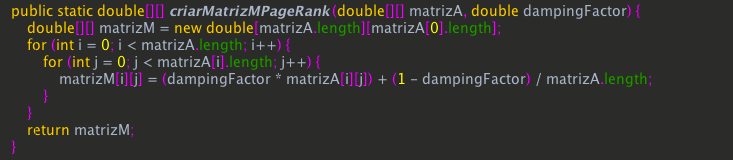 public static double[][] criarMatrizMPageRank(double[][] matrizA, double dampingFactor) {
    double[][] matrizM = new double[matrizA.length][matrizA[0].length];
    for (int i = 0; i < matrizA.length; i++) {
        for (int j = 0; j < matrizA[i].length; j++) {
            matrizM[i][j] = (dampingFactor * matrizA[i][j]) + (1 - dampingFactor) / matrizA.length;
        }
    }
    return matrizM;
}